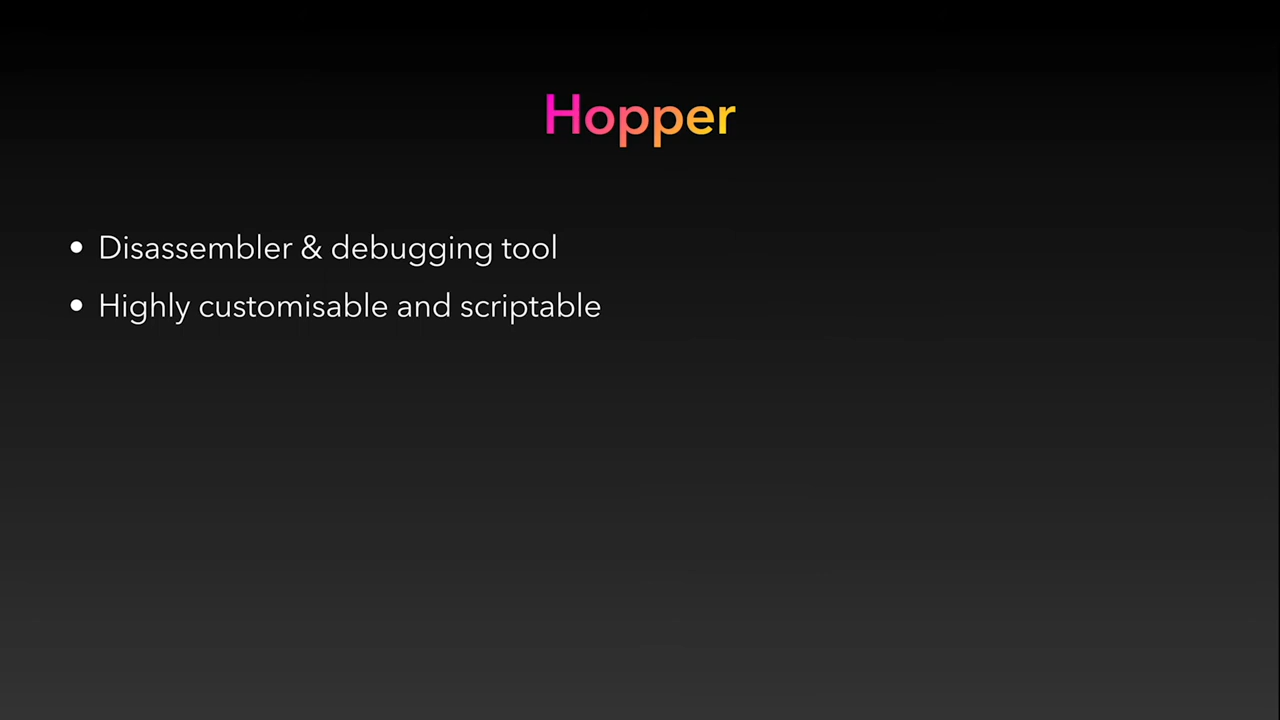 Hopper
• Disassembler & debugging tool
• Highly customisable and scriptable